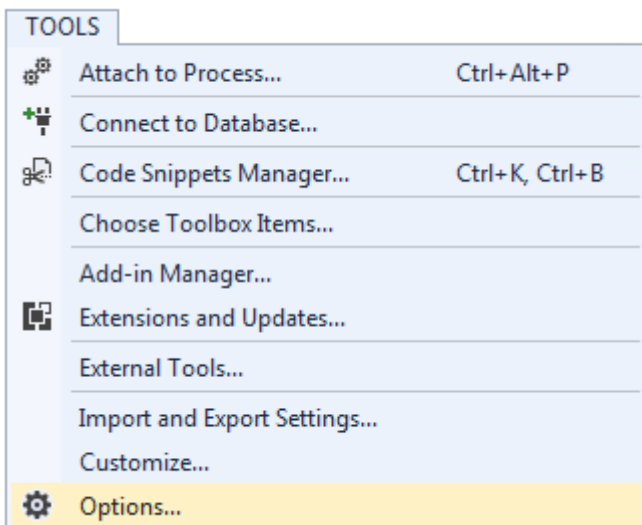 TOOLS
Attach to Process... Ctrl+Alt+P
Connect to Database...
Code Snippets Manager... Ctrl+K, Ctrl+B
Choose Toolbox Items...
Add-in Manager...
Extensions and Updates...
External Tools...
Import and Export Settings...
Customize...
Options...